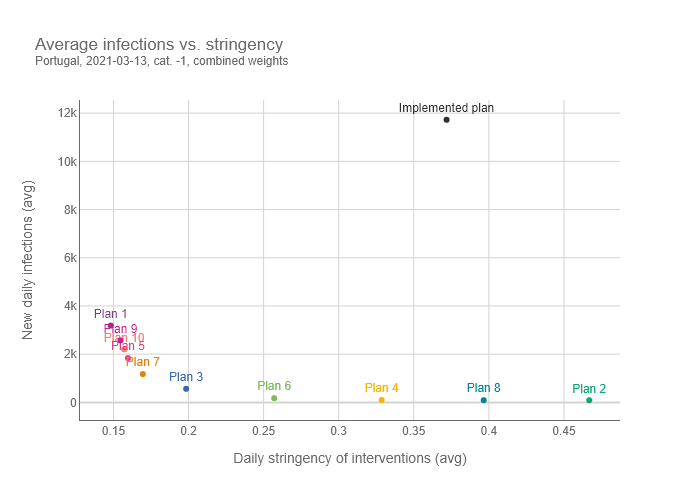 Average infections vs. stringency
Portugal, 2021-03-13, cat. -1, combined weights
New daily infections (avg)
12k
10k
8k
6k
4k
2k
0
Implemented plan
Plan 1
Plan 9
Plan 10
Plan 5
Plan 7
Plan 3
Plan 6
Plan 4
Plan 8
Plan 2
0.15
0.2
0.25
0.3
0.35
0.4
0.45
Daily stringency of interventions (avg)